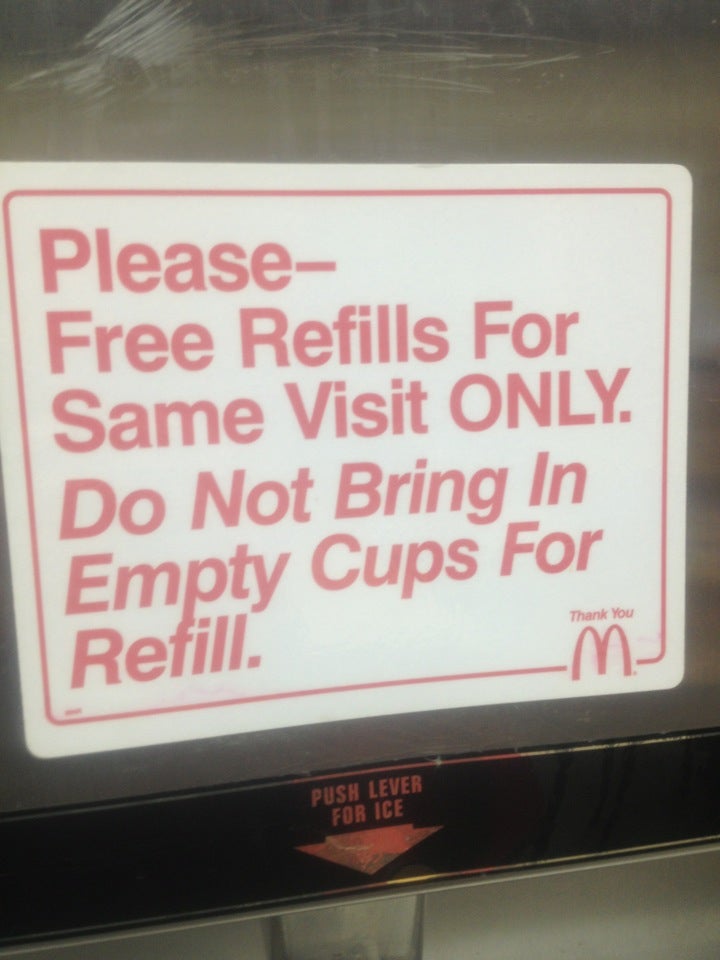 Please–
Free Refills For
Same Visit ONLY.
Do Not Bring In
Empty Cups For
Refill.
Thank You
PUSH LEVER
FOR ICE